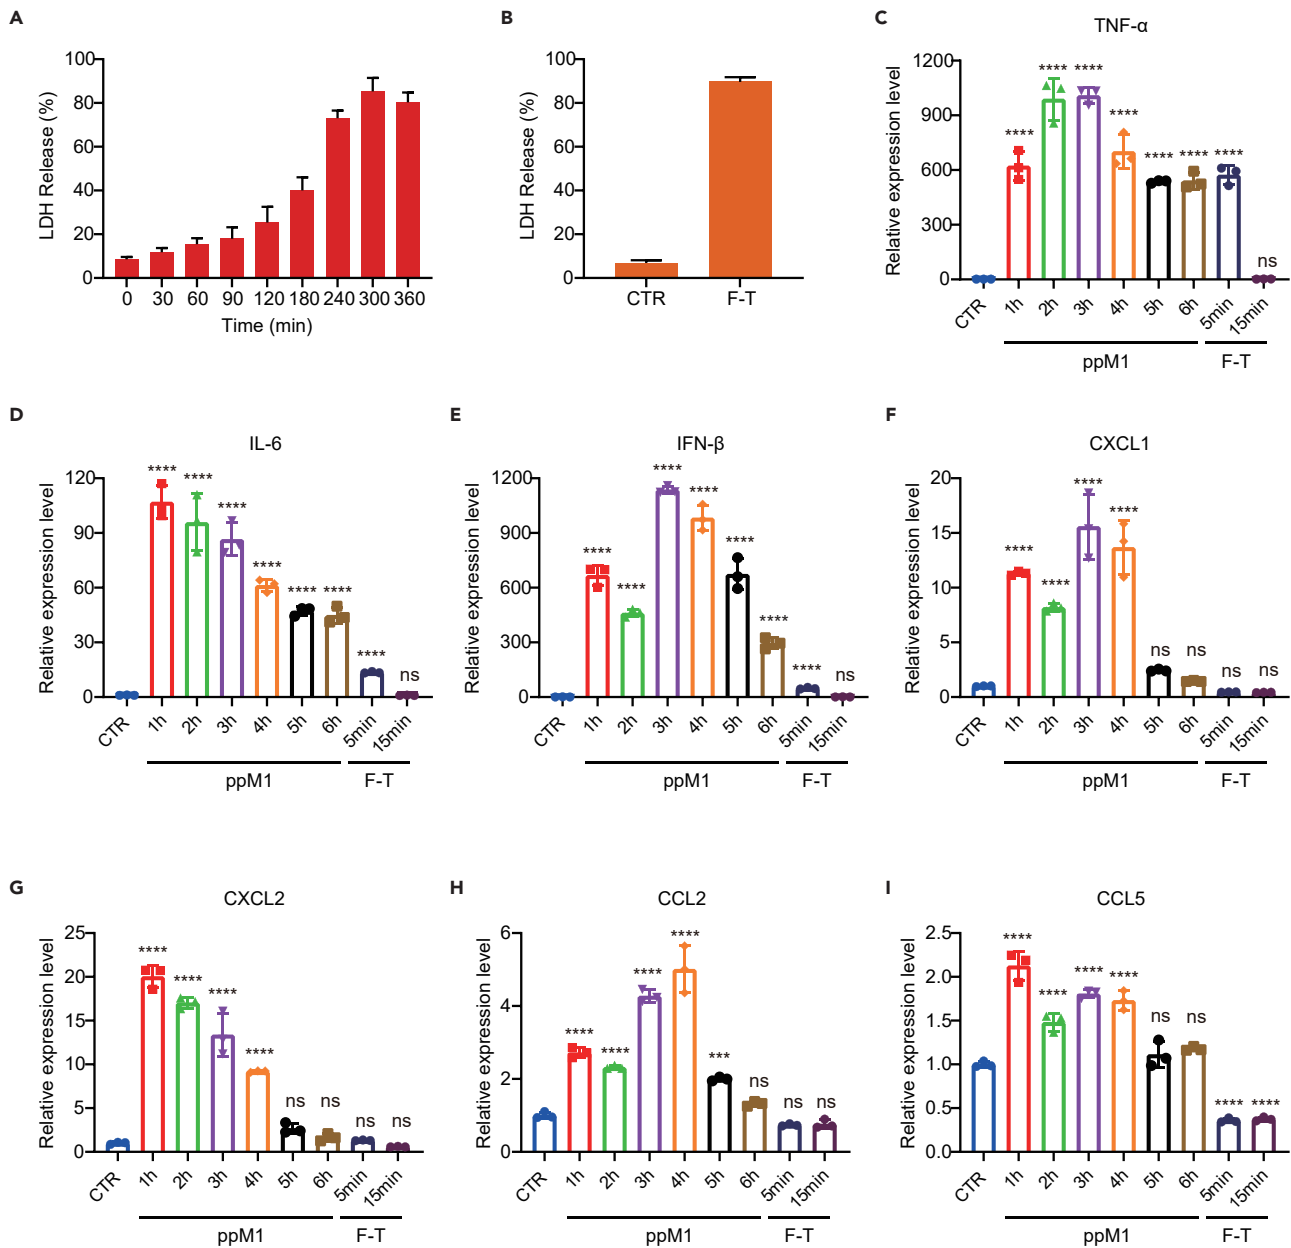 A
LDH Release (%)
100
80
60
40
20
0
0 30 60 90 120 180 240 300 360
Time (min)
B
LDH Release (%)
100
80
60
40
20
0
CTR F-T
C
TNF-α
Relative expression level
1200
900
600
300
0
**** **** **** **** **** **** **** ns
CTR 1h 2h 3h 4h 5h 6h 5min 15min
ppM1 F-T
D
IL-6
Relative expression level
120
90
60
30
0
**** **** **** **** **** **** **** ns
CTR 1h 2h 3h 4h 5h 6h 5min 15min
ppM1 F-T
E
IFN-β
Relative expression level
1200
900
600
300
0
**** **** **** **** **** **** **** ns
CTR 1h 2h 3h 4h 5h 6h 5min 15min
ppM1 F-T
F
CXCL1
Relative expression level
20
15
10
5
0
**** **** **** **** ns ns ns ns
CTR 1h 2h 3h 4h 5h 6h 5min 15min
ppM1 F-T
G
CXCL2
Relative expression level
25
20
15
10
5
0
**** **** **** **** ns ns ns ns
CTR 1h 2h 3h 4h 5h 6h 5min 15min
ppM1 F-T
H
CCL2
Relative expression level
6
4
2
0
**** **** **** **** *** ns ns ns
CTR 1h 2h 3h 4h 5h 6h 5min 15min
ppM1 F-T
I
CCL5
Relative expression level
2.5
2.0
1.5
1.0
0.5
0.0
**** **** **** **** ns ns **** ****
CTR 1h 2h 3h 4h 5h 6h 5min 15min
ppM1 F-T